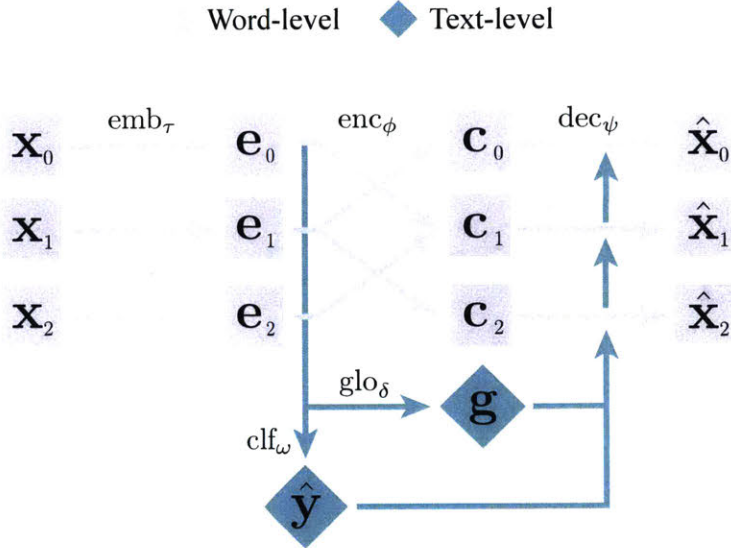 Word-level Text-level
emb_τ enc_ϕ dec_ψ
x_0 e_0 c_0 x̂_0
x_1 e_1 c_1 x̂_1
x_2 e_2 c_2 x̂_2
glo_δ g
clf_ω
ŷ